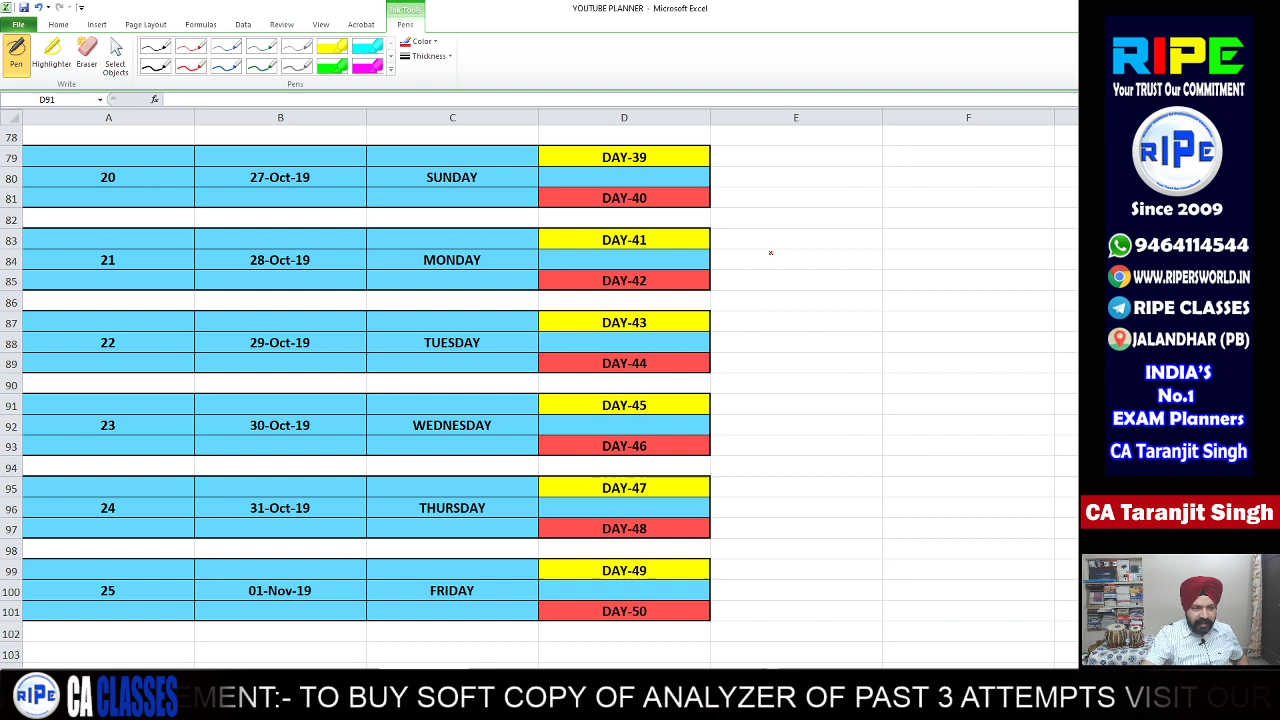 YOUTUBE PLANNER - Microsoft Excel
Ink Tools
File Home Insert Page Layout Formulas Data Review View Acrobat Pens
Pen Highlighter Eraser Select Objects
Color
Thickness
Write Pens
D91 fx
A B C D E F
78
79 DAY-39
80 20 27-Oct-19 SUNDAY
81 DAY-40
82
83 DAY-41
84 21 28-Oct-19 MONDAY
85 DAY-42
86
87 DAY-43
88 22 29-Oct-19 TUESDAY
89 DAY-44
90
91 DAY-45
92 23 30-Oct-19 WEDNESDAY
93 DAY-46
94
95 DAY-47
96 24 31-Oct-19 THURSDAY
97 DAY-48
98
99 DAY-49
100 25 01-Nov-19 FRIDAY
101 DAY-50
102
103
RIPE
Your TRUST Our COMMITMENT
RIPE
Since 2009
9464114544
WWW.RIPERSWORLD.IN
RIPE CLASSES
JALANDHAR (PB)
INDIA'S
No.1
EXAM Planners
CA Taranjit Singh
CA Taranjit Singh
RIPE CA CLASSES
EMENT:- TO BUY SOFT COPY OF ANALYZER OF PAST 3 ATTEMPTS VISIT OUR